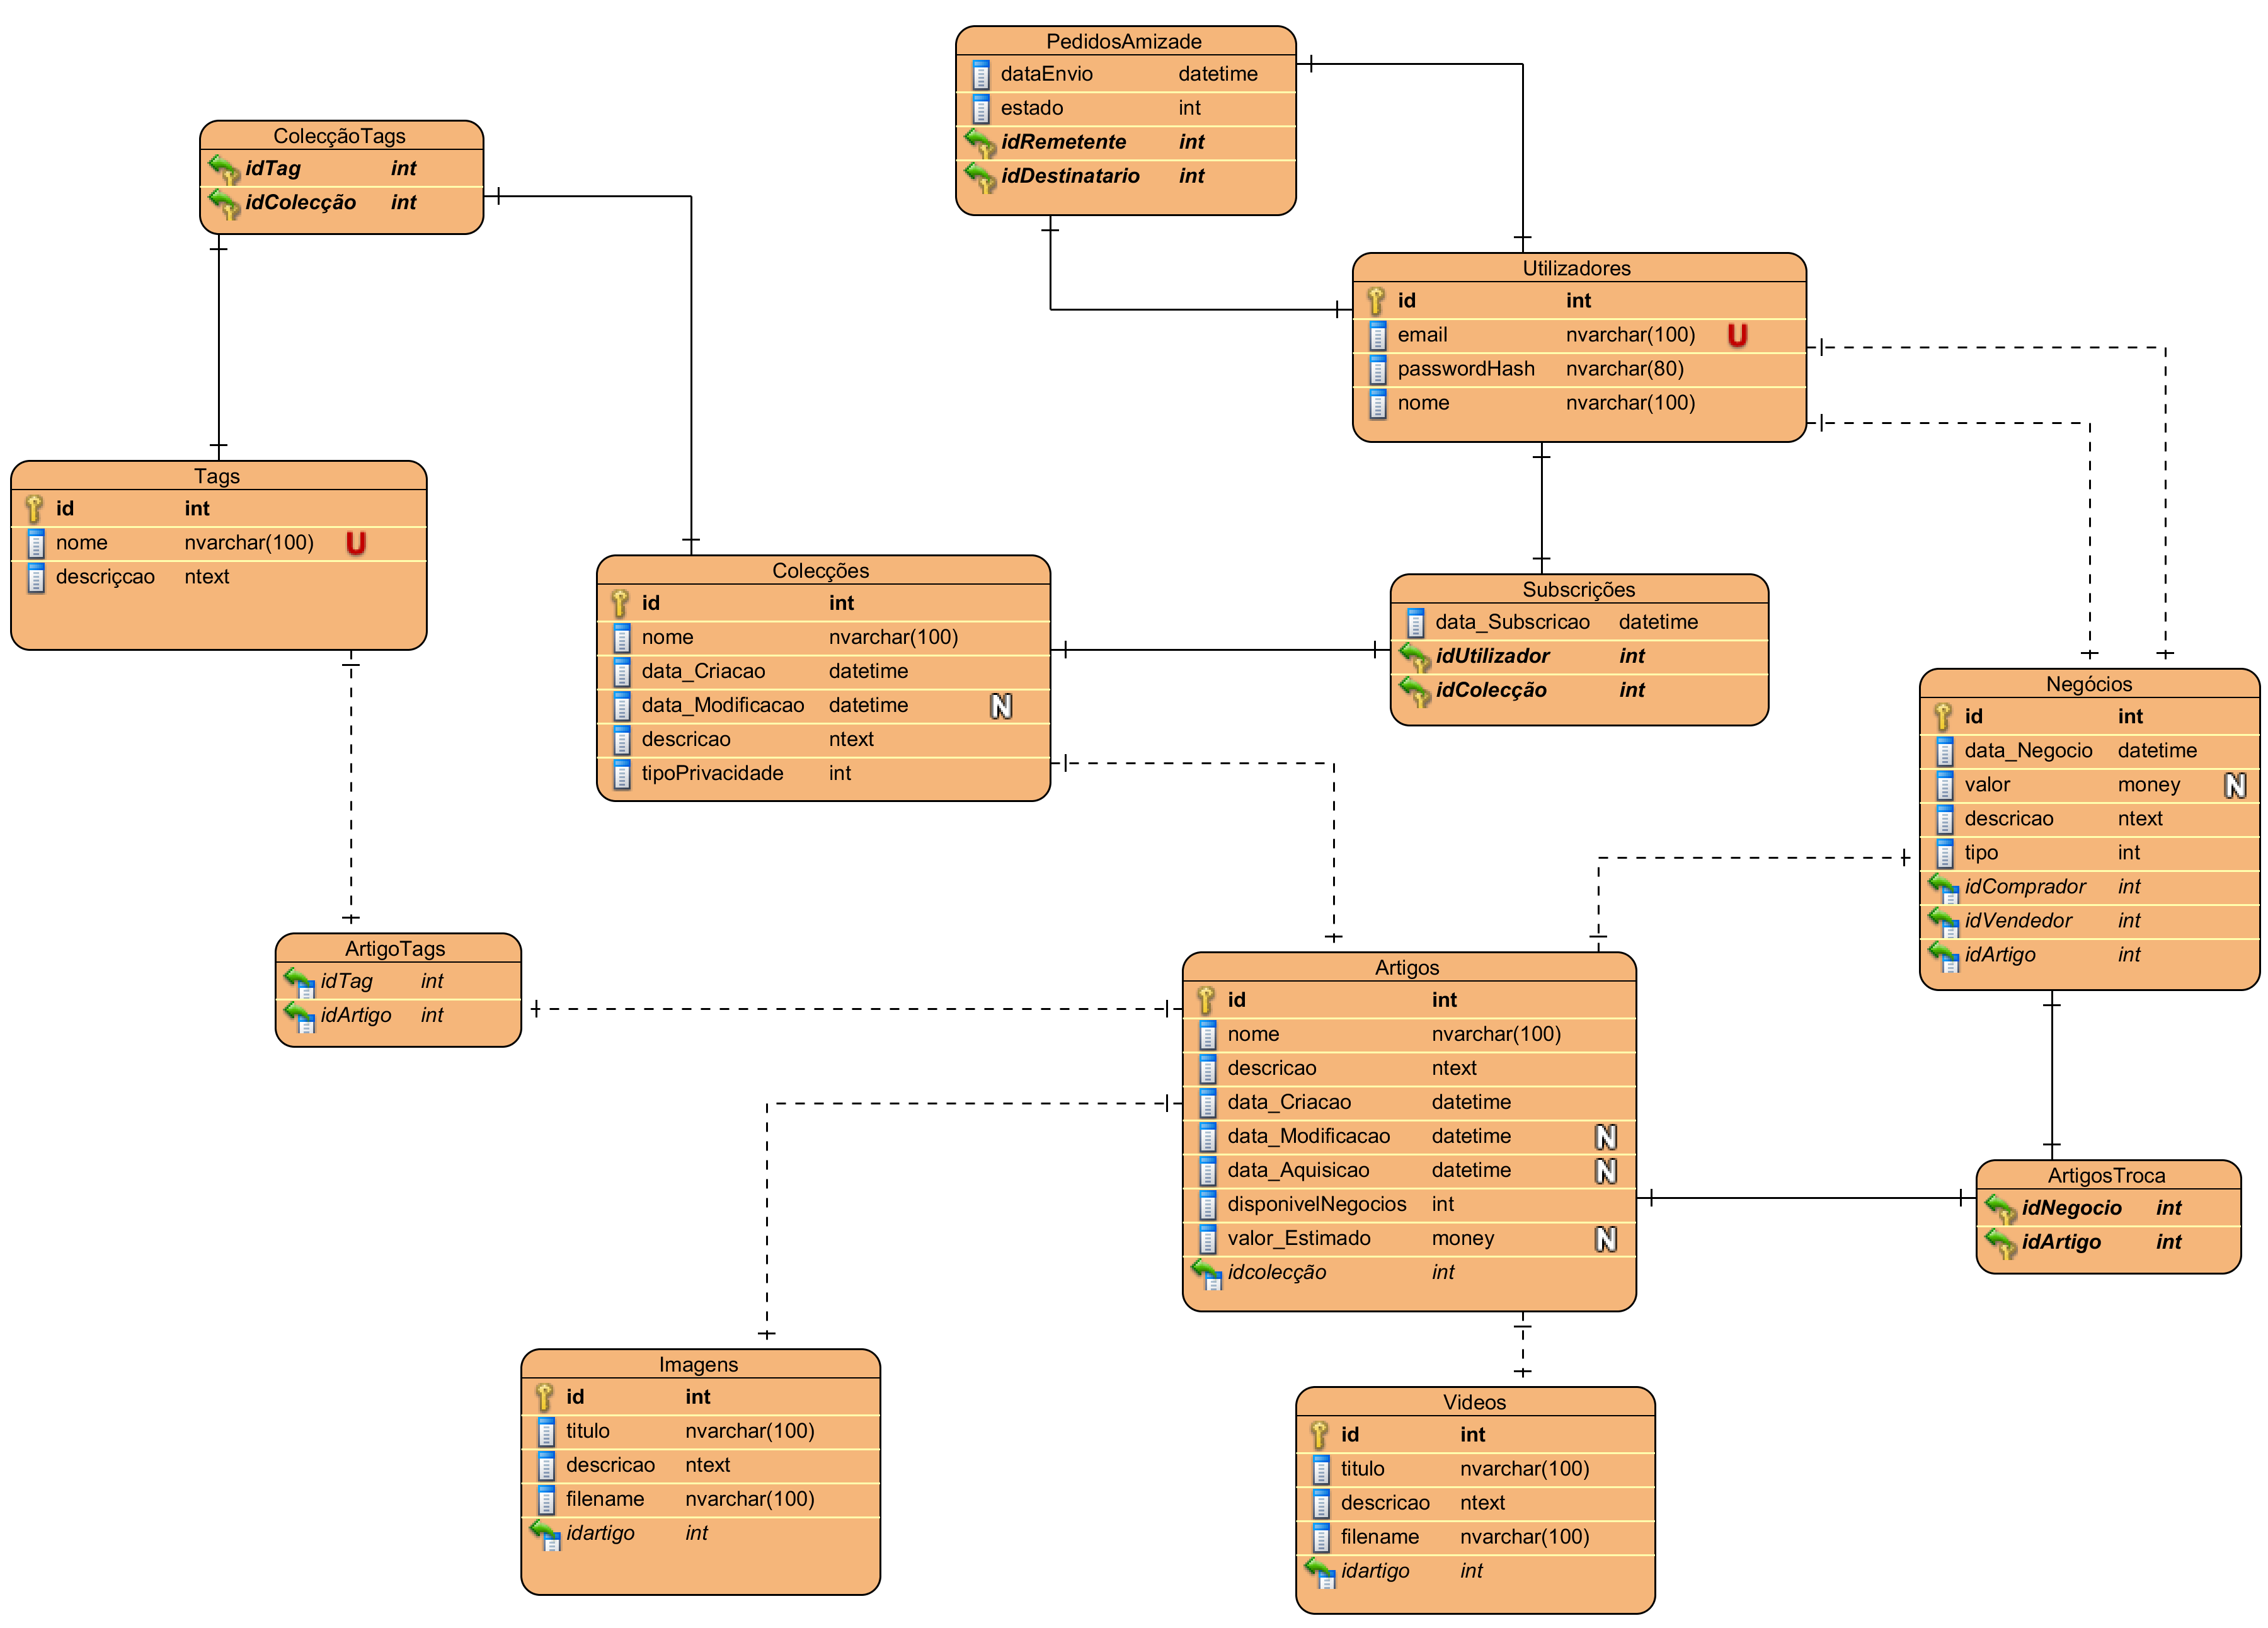 PedidosAmizade
dataEnvio datetime
estado int
idRemetente int
idDestinatario int
ColecçãoTags
idTag int
idColecção int
Utilizadores
id int
email nvarchar(100) U
passwordHash nvarchar(80)
nome nvarchar(100)
Tags
id int
nome nvarchar(100) U
descriçcao ntext
Colecções
id int
nome nvarchar(100)
data_Criacao datetime
data_Modificacao datetime N
descricao ntext
tipoPrivacidade int
Subscrições
data_Subscricao datetime
idUtilizador int
idColecção int
Negócios
id int
data_Negocio datetime
valor money N
descricao ntext
tipo int
idComprador int
idVendedor int
idArtigo int
ArtigoTags
idTag int
idArtigo int
Artigos
id int
nome nvarchar(100)
descricao ntext
data_Criacao datetime
data_Modificacao datetime N
data_Aquisicao datetime N
disponivelNegocios int
valor_Estimado money N
idcolecção int
ArtigosTroca
idNegocio int
idArtigo int
Imagens
id int
titulo nvarchar(100)
descricao ntext
filename nvarchar(100)
idartigo int
Videos
id int
titulo nvarchar(100)
descricao ntext
filename nvarchar(100)
idartigo int